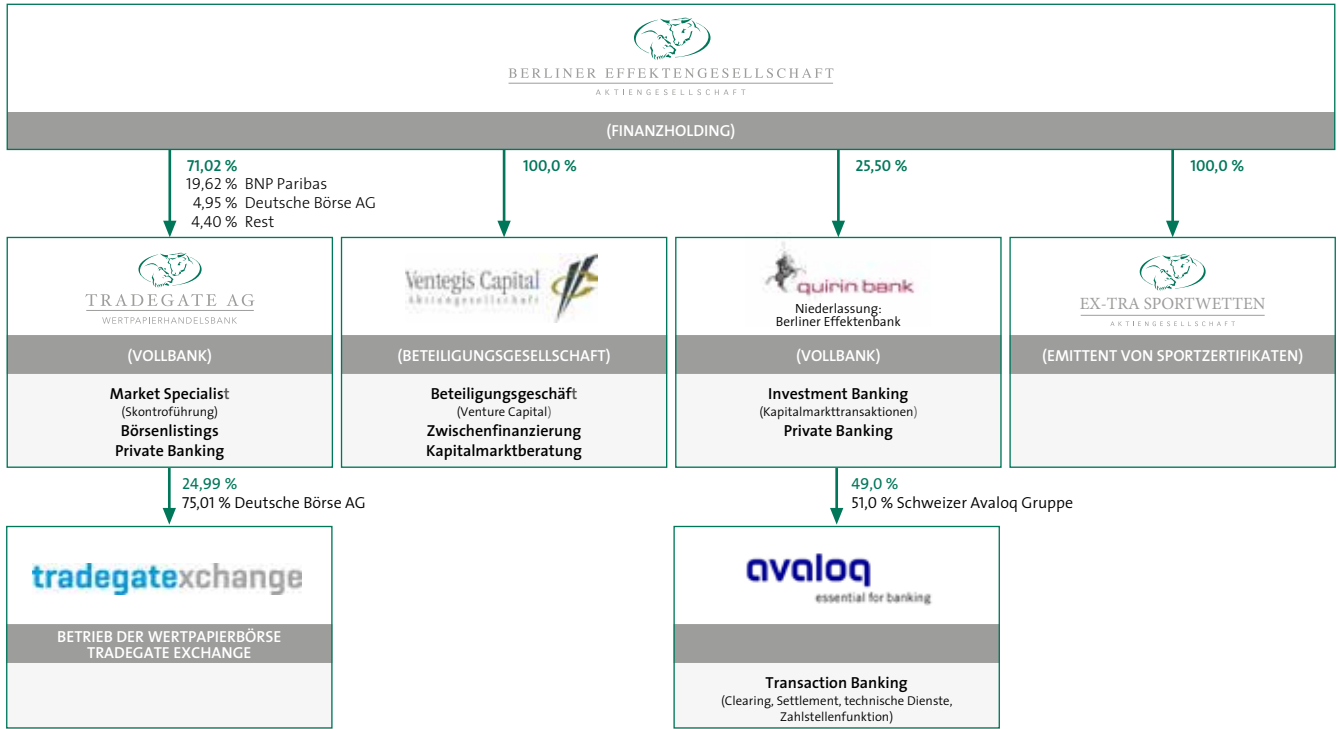 BERLINER EFFEKTENGESELLSCHAFT
AKTIENGESELLSCHAFT
(FINANZHOLDING)
71,02 %
19,62 % BNP Paribas
4,95 % Deutsche Börse AG
4,40 % Rest
100,0 %
25,50 %
100,0 %
TRADEGATE AG
WERTPAPIERHANDELSBANK
(VOLLBANK)
Market Specialist
(Skontroführung)
Börsenlistings
Private Banking
Ventegis Capital
Aktiengesellschaft
(BETEILIGUNGSGESELLSCHAFT)
Beteiligungsgeschäft
(Venture Capital)
Zwischenfinanzierung
Kapitalmarktberatung
quirin bank
Niederlassung:
Berliner Effektenbank
(VOLLBANK)
Investment Banking
(Kapitalmarkttransaktionen)
Private Banking
EX-TRA SPORTWETTEN
AKTIENGESELLSCHAFT
(EMITTENT VON SPORTZERTIFIKATEN)
24,99 %
75,01 % Deutsche Börse AG
49,0 %
51,0 % Schweizer Avaloq Gruppe
tradegatexchange
BETRIEB DER WERTPAPIERBÖRSE
TRADEGATE EXCHANGE
avaloq
essential for banking
Transaction Banking
(Clearing, Settlement, technische Dienste,
Zahlstellenfunktion)